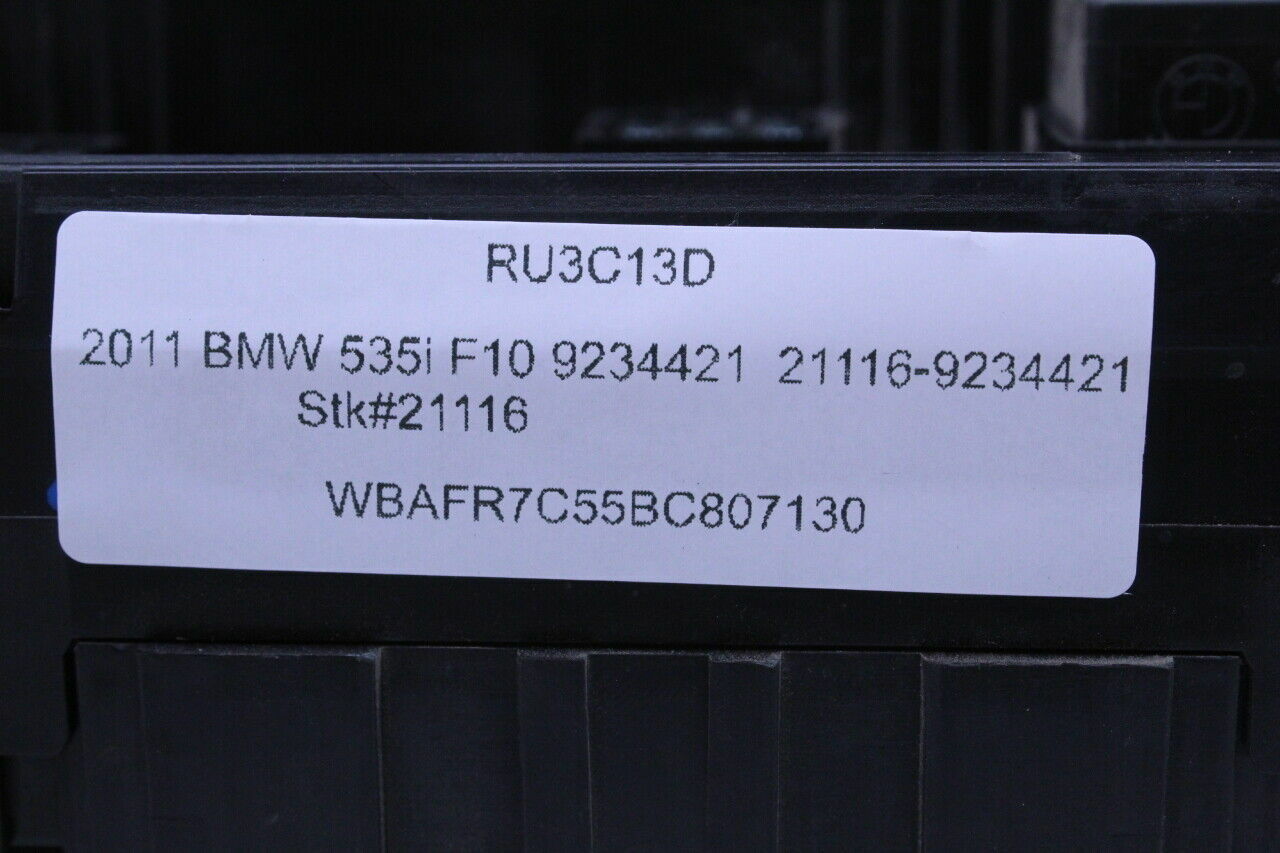 RU3C13D
2011 BMW 535i F10 9234421 21116-9234421
Stk#21116
WBAFR7C55BC807130